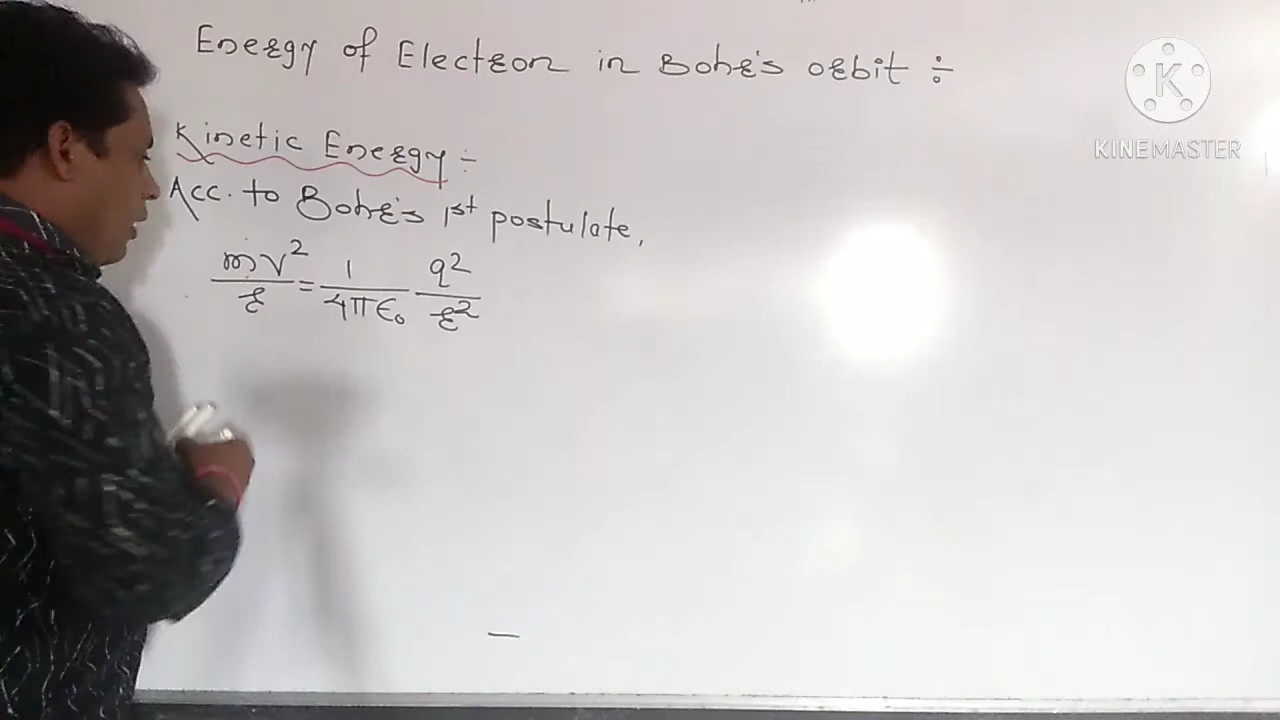 Energy of Electron in Bohr's orbit ÷
Kinetic Energy :-
Acc. to Bohr's 1st postulate,
mv²/r = 1/4πϵ₀ q²/r²
K
KINEMASTER